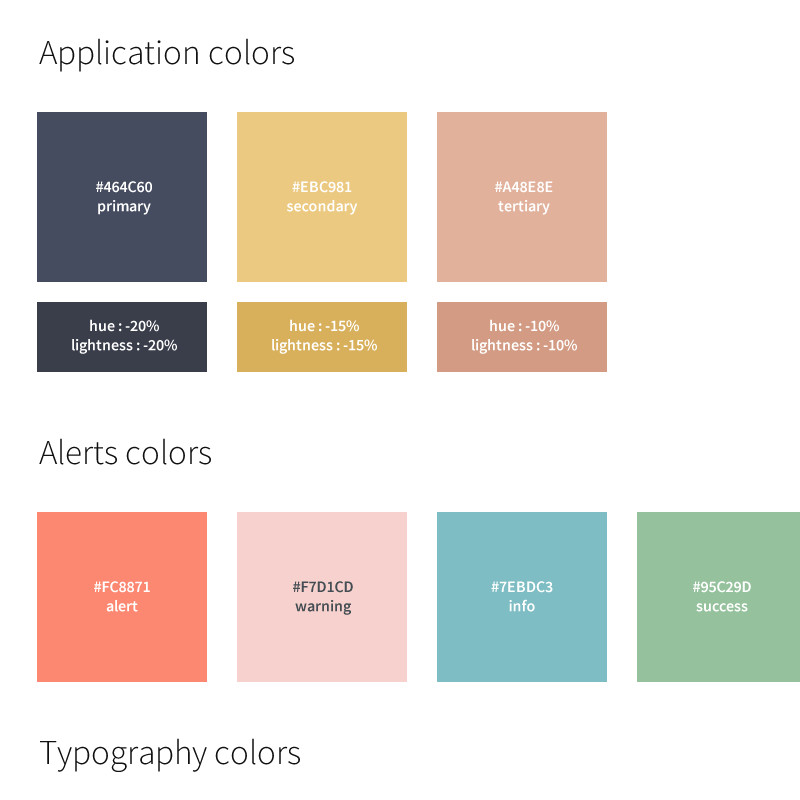 Application colors
#464C60
primary
#EBC981
secondary
#A48E8E
tertiary
hue : -20%
lightness : -20%
hue : -15%
lightness : -15%
hue : -10%
lightness : -10%
Alerts colors
#FC8871
alert
#F7D1CD
warning
#7EBDC3
info
#95C29D
success
Typography colors